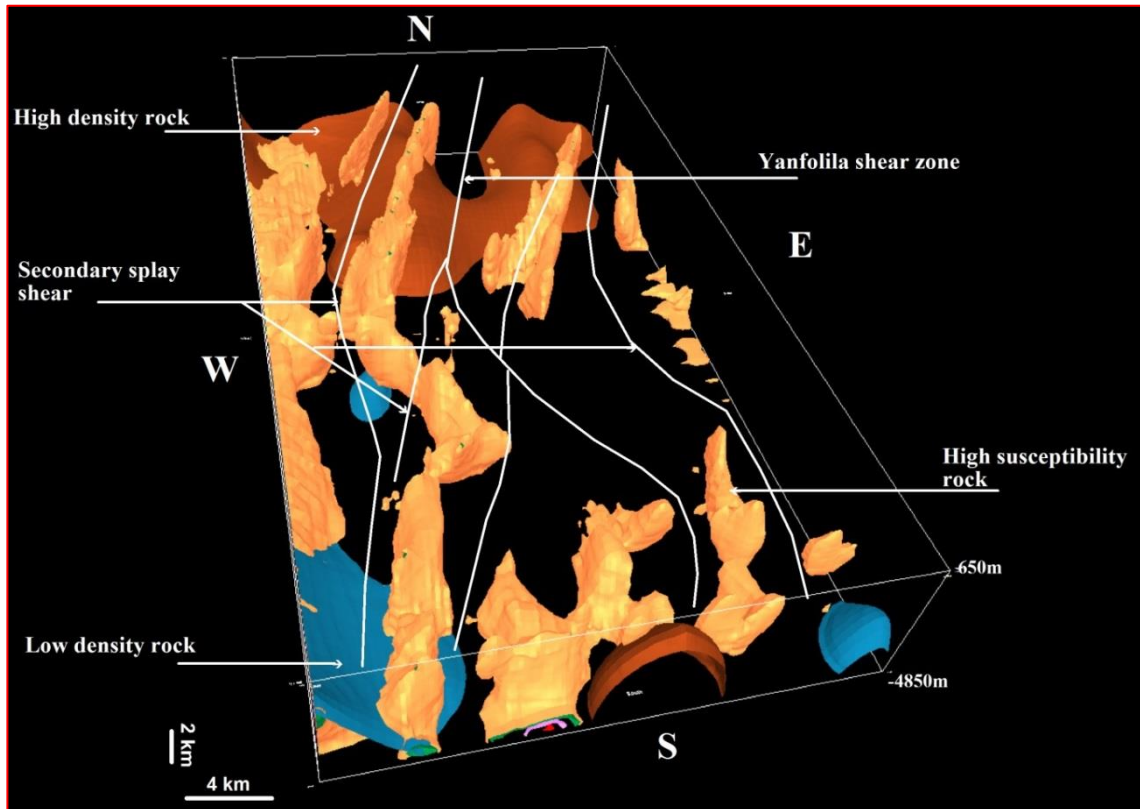 N
High density rock
Yanfolila shear zone
E
Secondary splay
shear
W
High susceptibility
rock
-650m
Low density rock
-4850m
S
2 km
4 km